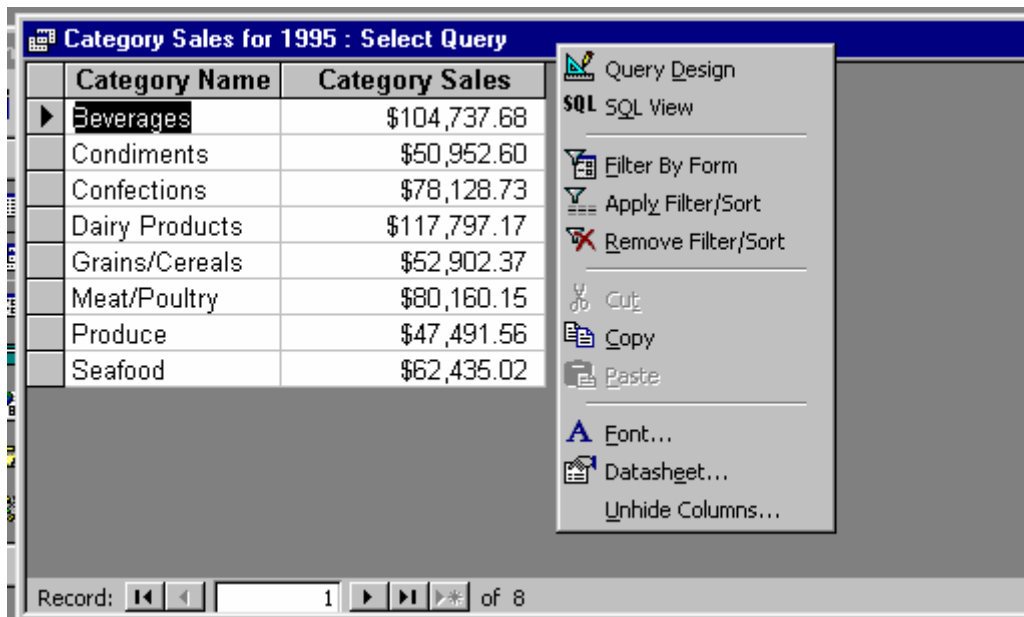 Category Sales for 1995 : Select Query
Category Name Category Sales
Beverages $104,737.68
Condiments $50,952.60
Confections $78,128.73
Dairy Products $117,797.17
Grains/Cereals $52,902.37
Meat/Poultry $80,160.15
Produce $47,491.56
Seafood $62,435.02
Query Design
SQL SQL View
Filter By Form
Apply Filter/Sort
Remove Filter/Sort
Cut
Copy
Paste
A Font...
Datasheet...
Unhide Columns...
Record: 1 of 8